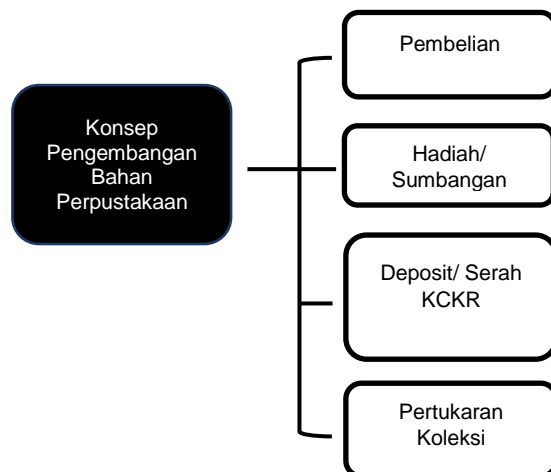 Konsep
Pengembangan
Bahan
Perpustakaan
Pembelian
Hadiah/
Sumbangan
Deposit/ Serah
KCKR
Pertukaran
Koleksi